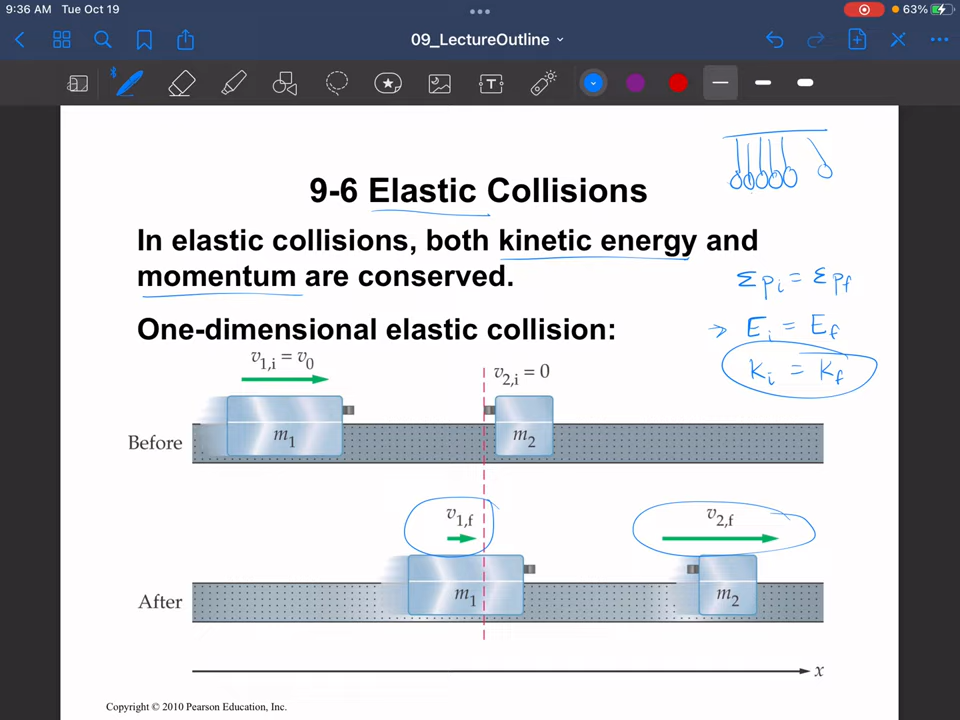 9:36 AM Tue Oct 19
63%
09_LectureOutline
T
9-6 Elastic Collisions
In elastic collisions, both kinetic energy and
momentum are conserved.
Σpi = Σpf
→ Ei = Ef
Ki = Kf
One-dimensional elastic collision:
v1,i = v0
v2,i = 0
Before
m1
m2
v1,f
v2,f
After
m1
m2
x
Copyright © 2010 Pearson Education, Inc.